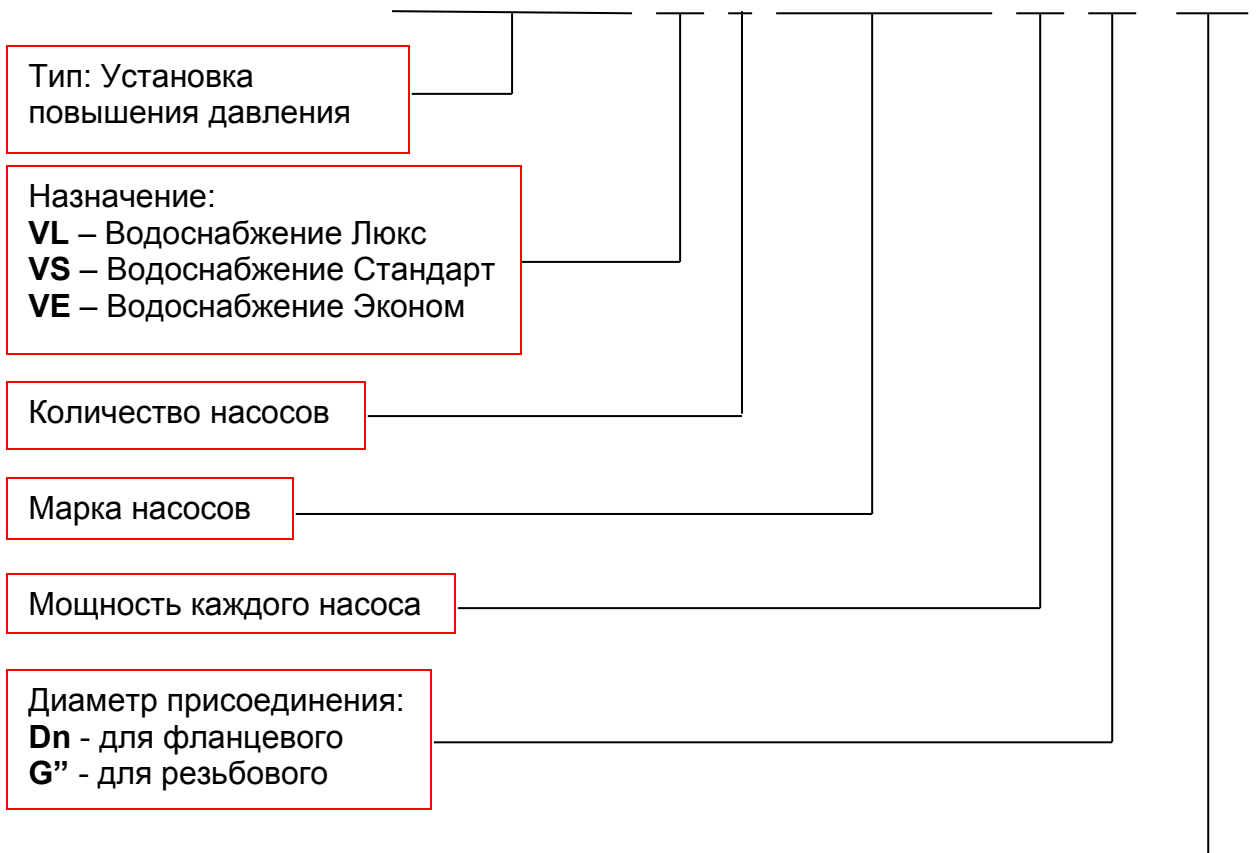 Тип: Установка
повышения давления
Назначение:
VL – Водоснабжение Люкс
VS – Водоснабжение Стандарт
VE – Водоснабжение Эконом
Количество насосов
Марка насосов
Мощность каждого насоса
Диаметр присоединения:
Dn - для фланцевого
G” - для резьбового